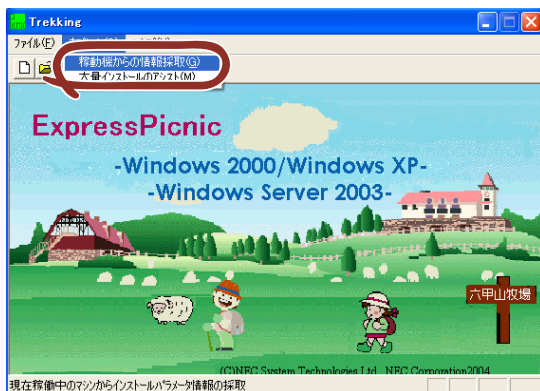 Trekking
ファイル(F)
稼動機からの情報採取(G)
大量インストールのアシスト(M)
ExpressPicnic
-Windows 2000/Windows XP-
-Windows Server 2003-
六甲山牧場
(C)NEC System Technologies,Ltd. NEC Corporation2004
現在稼働中のマシンからインストールパラメータ情報の採取